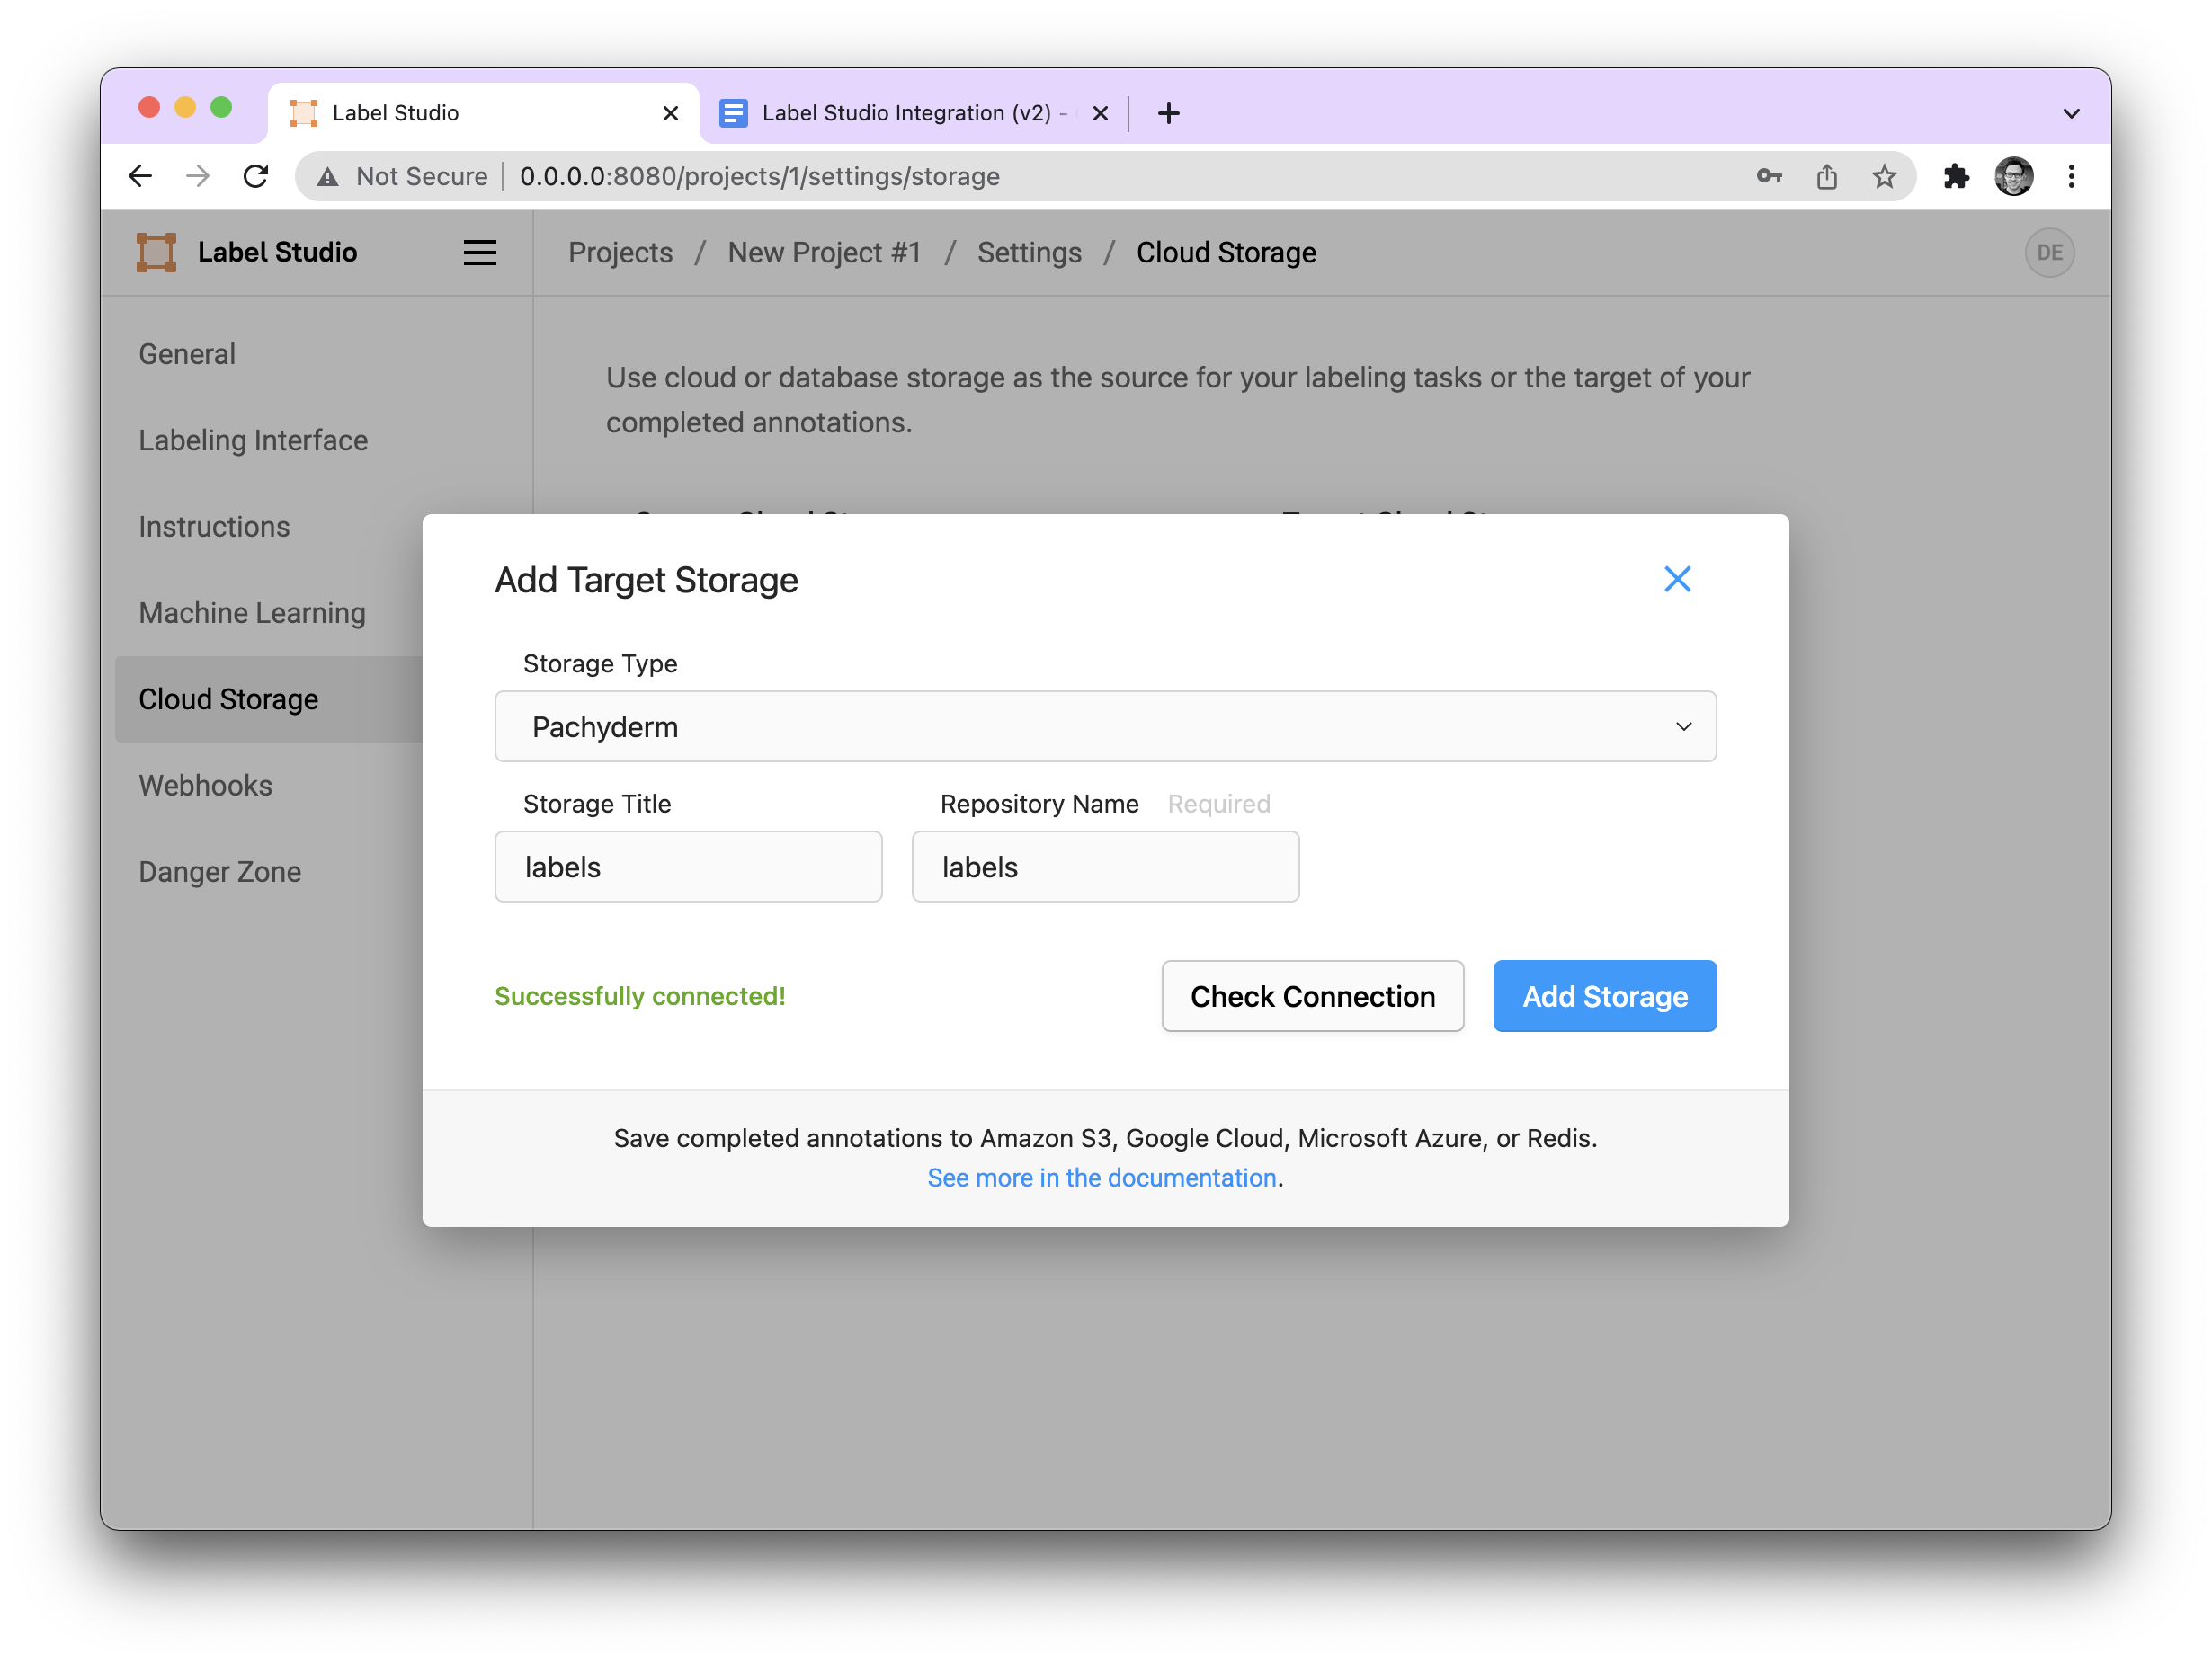 Label Studio
Label Studio Integration (v2) -
Not Secure
0.0.0.0:8080/projects/1/settings/storage
Label Studio
Projects / New Project #1 / Settings / Cloud Storage
DE
General
Labeling Interface
Instructions
Machine Learning
Cloud Storage
Webhooks
Danger Zone
Use cloud or database storage as the source for your labeling tasks or the target of your
completed annotations.
Add Target Storage
Storage Type
Pachyderm
Storage Title
Repository Name Required
labels
labels
Successfully connected!
Check Connection
Add Storage
Save completed annotations to Amazon S3, Google Cloud, Microsoft Azure, or Redis.
See more in the documentation.